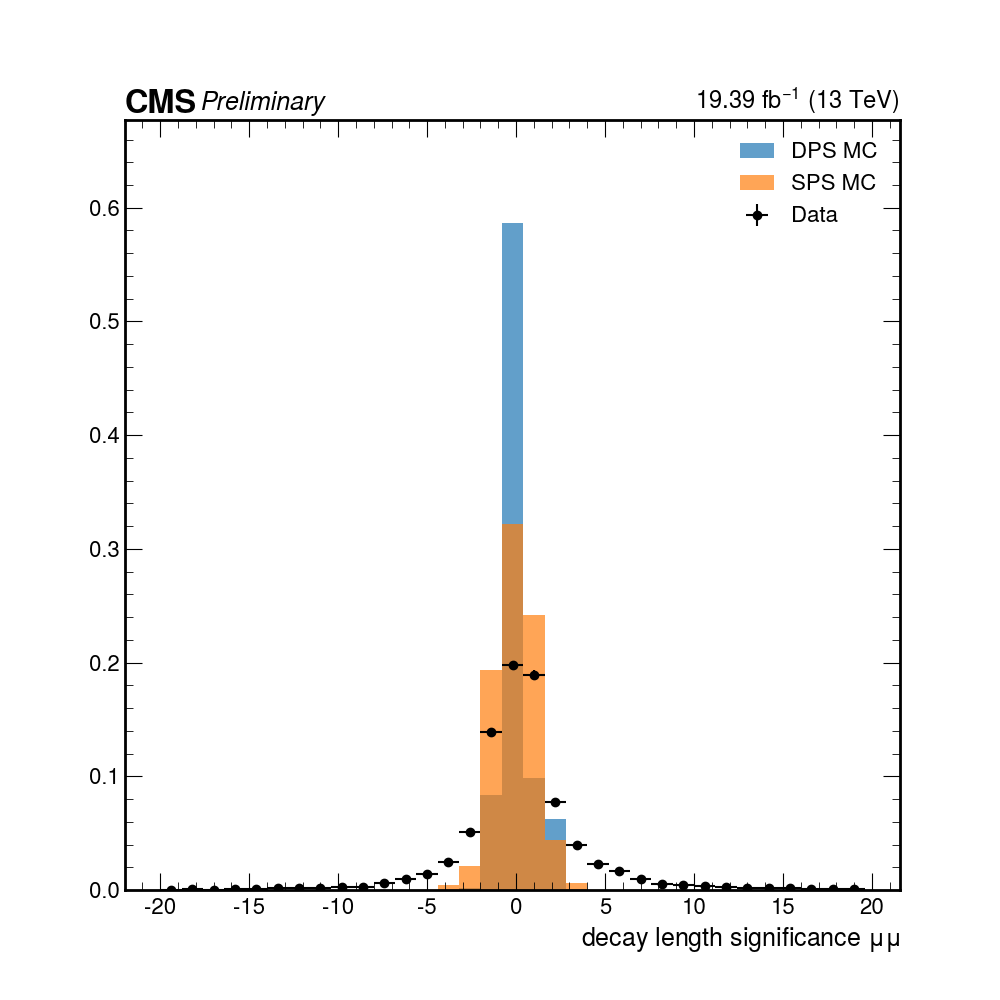 CMS Preliminary
19.39 fb⁻¹ (13 TeV)
DPS MC
SPS MC
Data
0.6
0.5
0.4
0.3
0.2
0.1
0.0
-20 -15 -10 -5 0 5 10 15 20
decay length significance μμ